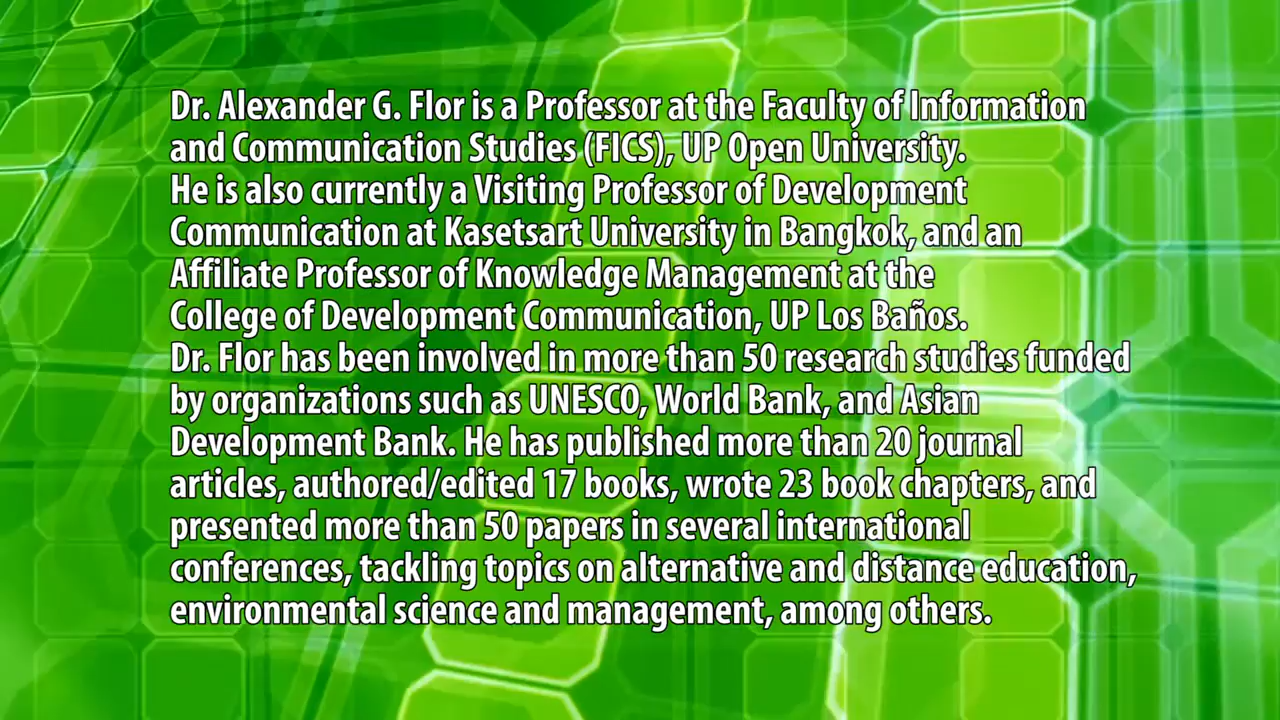 Dr. Alexander G. Flor is a Professor at the Faculty of Information
and Communication Studies (FICS), UP Open University.
He is also currently a Visiting Professor of Development
Communication at Kasetsart University in Bangkok, and an
Affiliate Professor of Knowledge Management at the
College of Development Communication, UP Los Baños.
Dr. Flor has been involved in more than 50 research studies funded
by organizations such as UNESCO, World Bank, and Asian
Development Bank. He has published more than 20 journal
articles, authored/edited 17 books, wrote 23 book chapters, and
presented more than 50 papers in several international
conferences, tackling topics on alternative and distance education,
environmental science and management, among others.